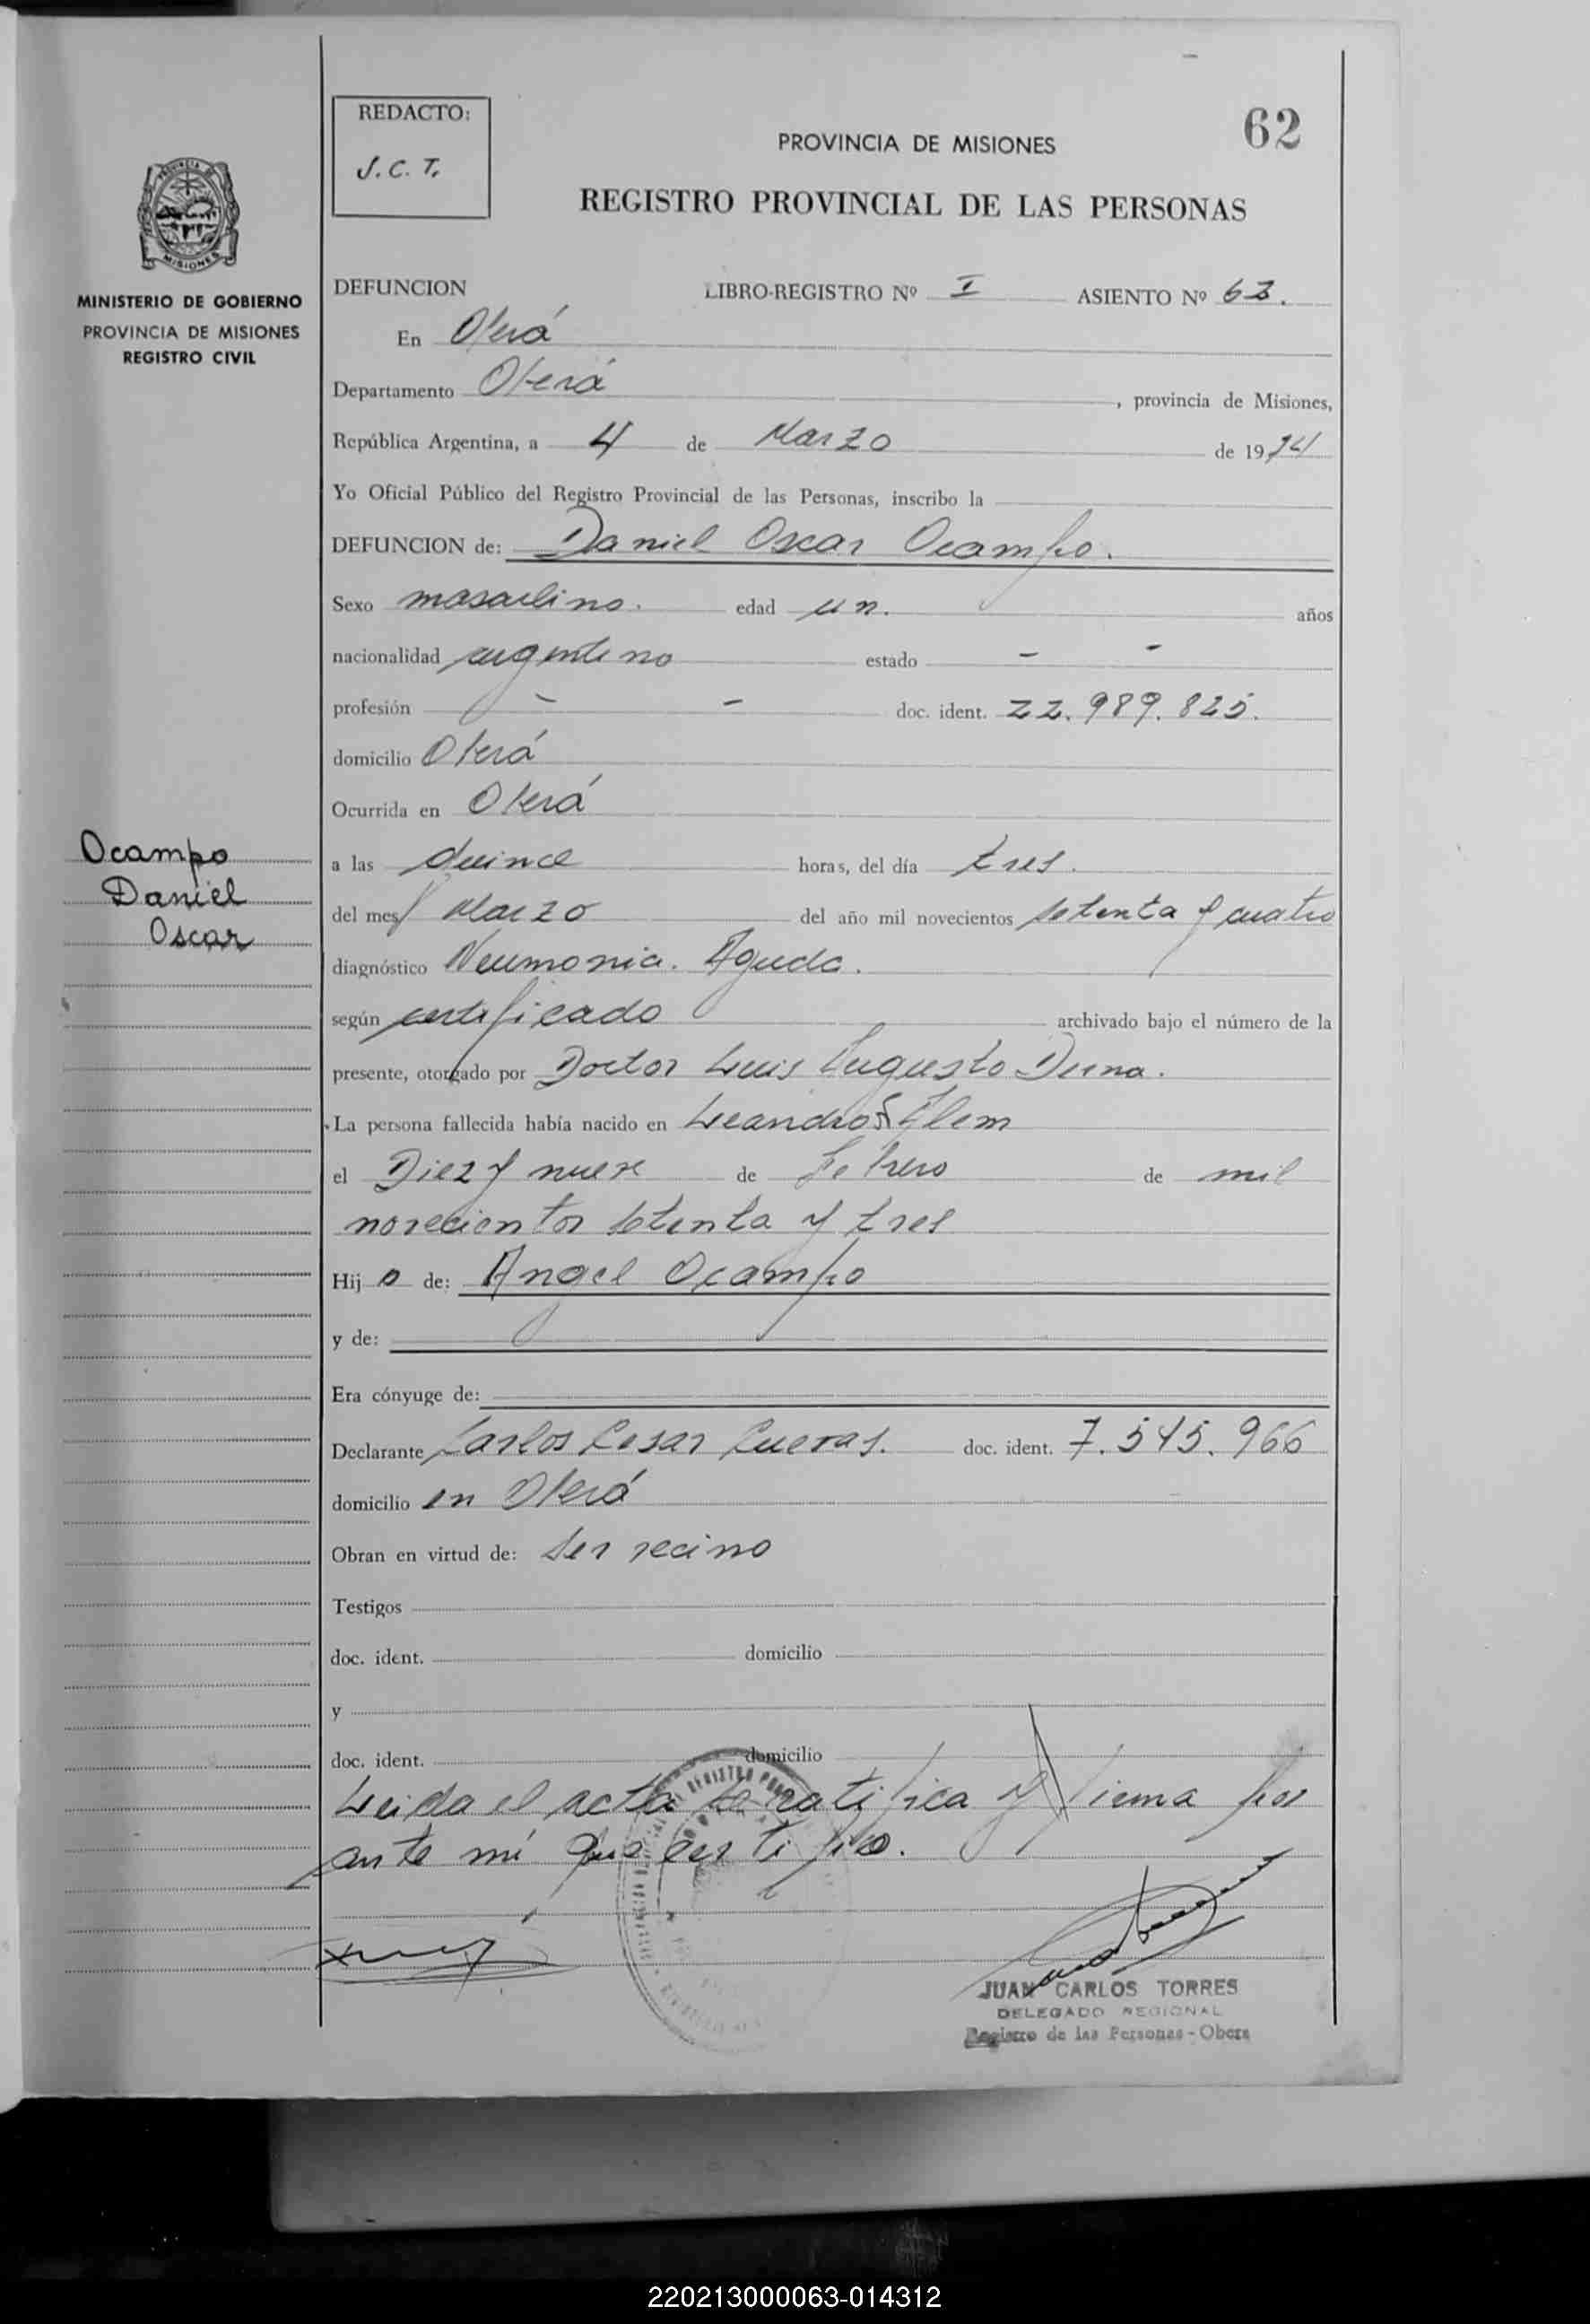 REDACTO:
J. C. T.
62
PROVINCIA DE MISIONES
REGISTRO PROVINCIAL DE LAS PERSONAS
MISIONES
MINISTERIO DE GOBIERNO
PROVINCIA DE MISIONES
REGISTRO CIVIL
DEFUNCION LIBRO-REGISTRO Nº I ASIENTO Nº 63.
En Oberá
Departamento Oberá, provincia de Misiones,
República Argentina, a 4 de Marzo de 1974
Yo Oficial Público del Registro Provincial de las Personas, inscribo la
DEFUNCION de: Daniel Oscar Ocampo.
Sexo masculino. edad un. años
nacionalidad argentino estado - -
profesión - - doc. ident. 22.989.825.
domicilio Oberá
Ocurrida en Oberá
Ocampo
Daniel
Oscar
a las quince horas, del día tres.
del mes Marzo del año mil novecientos setenta y cuatro
diagnóstico Neumonia. Aguda.
según certificado archivado bajo el número de la
presente, otorgado por Doctor Luis Augusto Derna.
La persona fallecida había nacido en Leandro N Alem
el Diez y nueve de Febrero de mil
novecientos setenta y tres
Hij o de: Angel Ocampo
y de:
Era cónyuge de:
Declarante Carlos Cesar Cuevas. doc. ident. 7.545.966
domicilio en Oberá
Obran en virtud de: ser vecino
Testigos
doc. ident. domicilio
y
doc. ident. domicilio
Leida el acta se ratifica y firma por
ante mi que certifico.
JUAN CARLOS TORRES
DELEGADO REGIONAL
Registro de las Personas - Obera
220213000063-014312